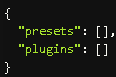 {
  "presets": [],
  "plugins": []
}